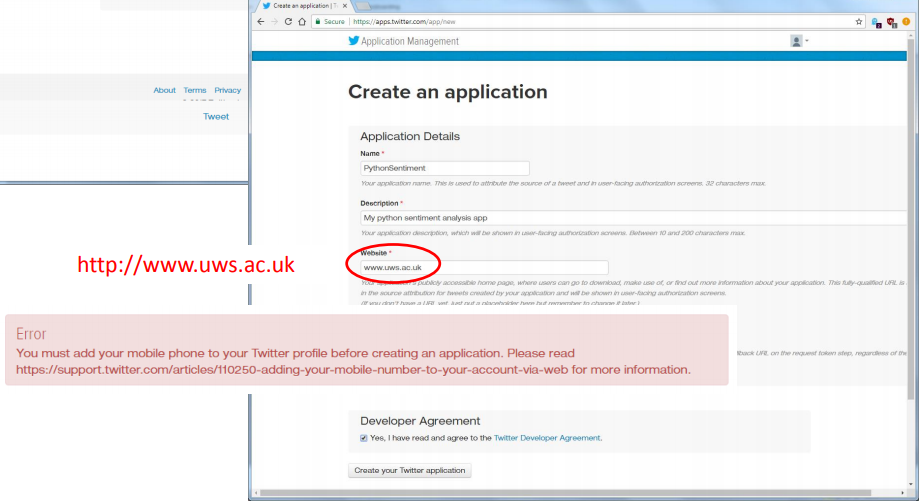 Create an application | T
Secure | https://apps.twitter.com/app/new
Application Management
About Terms Privacy
Tweet
Create an application
Application Details
Name *
PythonSentiment
Your application name. This is used to attribute the source of a tweet and in user-facing authorization screens. 32 characters max.
Description *
My python sentiment analysis app
Your application description, which will be shown in user-facing authorization screens. Between 10 and 200 characters max.
Website *
http://www.uws.ac.uk
www.uws.ac.uk
Your application's publicly accessible home page, where users can go to download, make use of, or find out more information about your application. This fully-qualified URL is
in the source attribution for tweets created by your application and will be shown in user-facing authorization screens.
(If you don't have a URL yet, just put a placeholder here but remember to change it later.)
Error
You must add your mobile phone to your Twitter profile before creating an application. Please read
https://support.twitter.com/articles/110250-adding-your-mobile-number-to-your-account-via-web for more information.
URL on the request token step, regardless of the
Developer Agreement
Yes, I have read and agree to the Twitter Developer Agreement.
Create your Twitter application